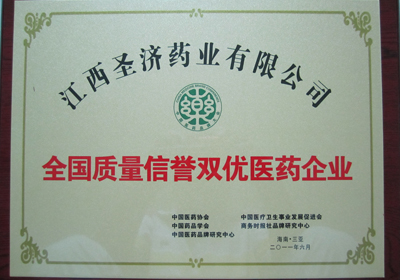 江西圣济药业有限公司
全国质量信誉双优医药企业
中国医药协会 中国医疗卫生事业发展促进会
中国药品学会 商务时报社品牌研究中心
中国医药品牌研究中心 海南·三亚
二〇一一年六月